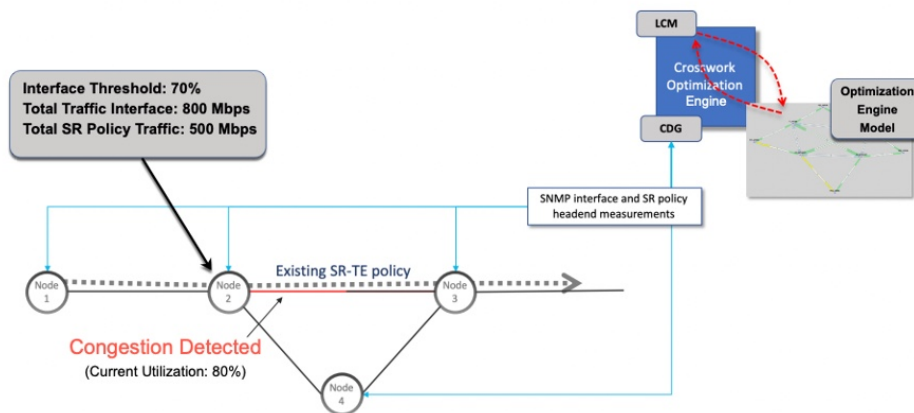 LCM
Crosswork
Optimization
Engine
CDG
Optimization
Engine
Model
Interface Threshold: 70%
Total Traffic Interface: 800 Mbps
Total SR Policy Traffic: 500 Mbps
SNMP interface and SR policy
headend measurements
Existing SR-TE policy
Node
1
Node
2
Node
3
Congestion Detected
(Current Utilization: 80%)
Node
4